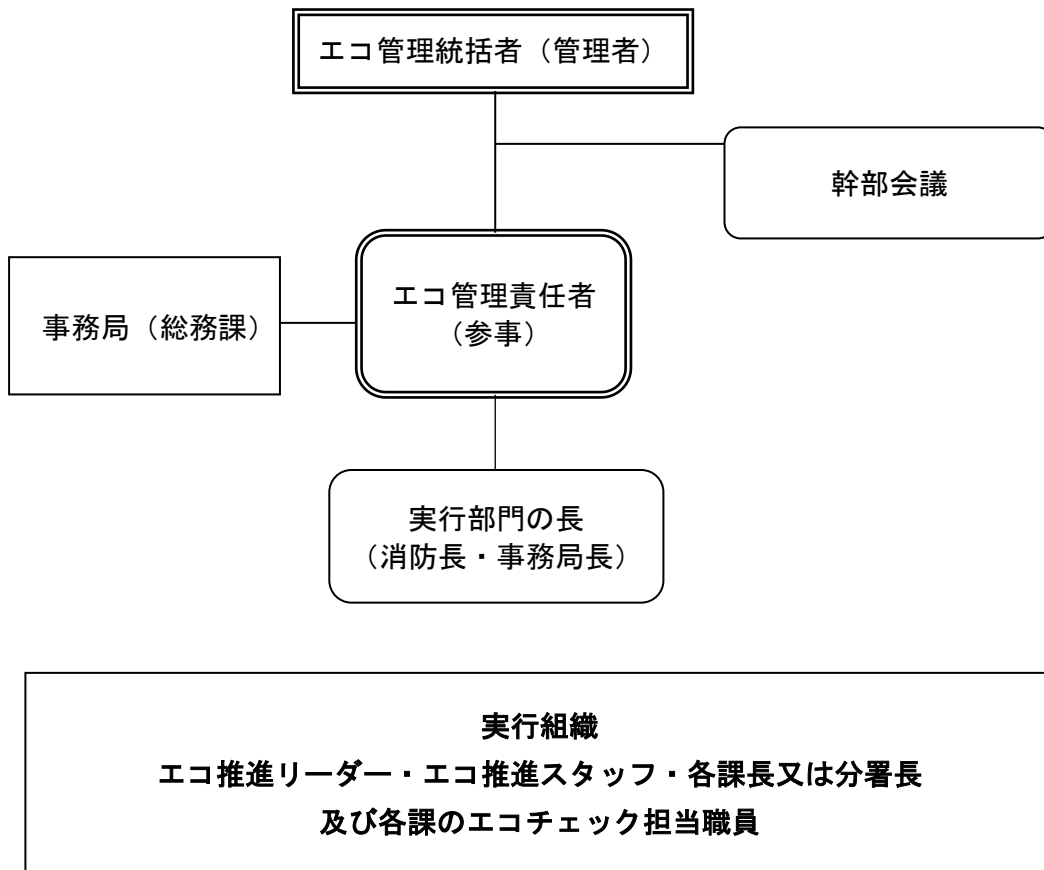 エコ管理統括者（管理者）
幹部会議
エコ管理責任者
（参事）
事務局（総務課）
実行部門の長
（消防長・事務局長）
実行組織
エコ推進リーダー・エコ推進スタッフ・各課長又は分署長
及び各課のエコチェック担当職員